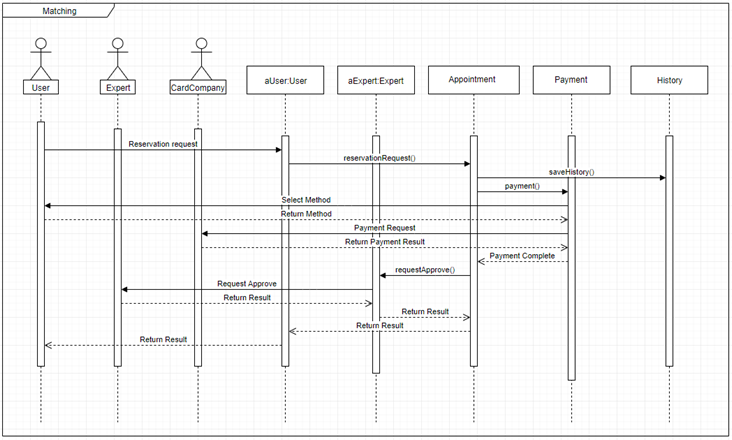 Matching
User
Expert
CardCompany
aUser:User
aExpert:Expert
Appointment
Payment
History
Reservation request
reservationRequest()
saveHistory()
payment()
Select Method
Return Method
Payment Request
Return Payment Result
Payment Complete
requestApprove()
Request Approve
Return Result
Return Result
Return Result
Return Result